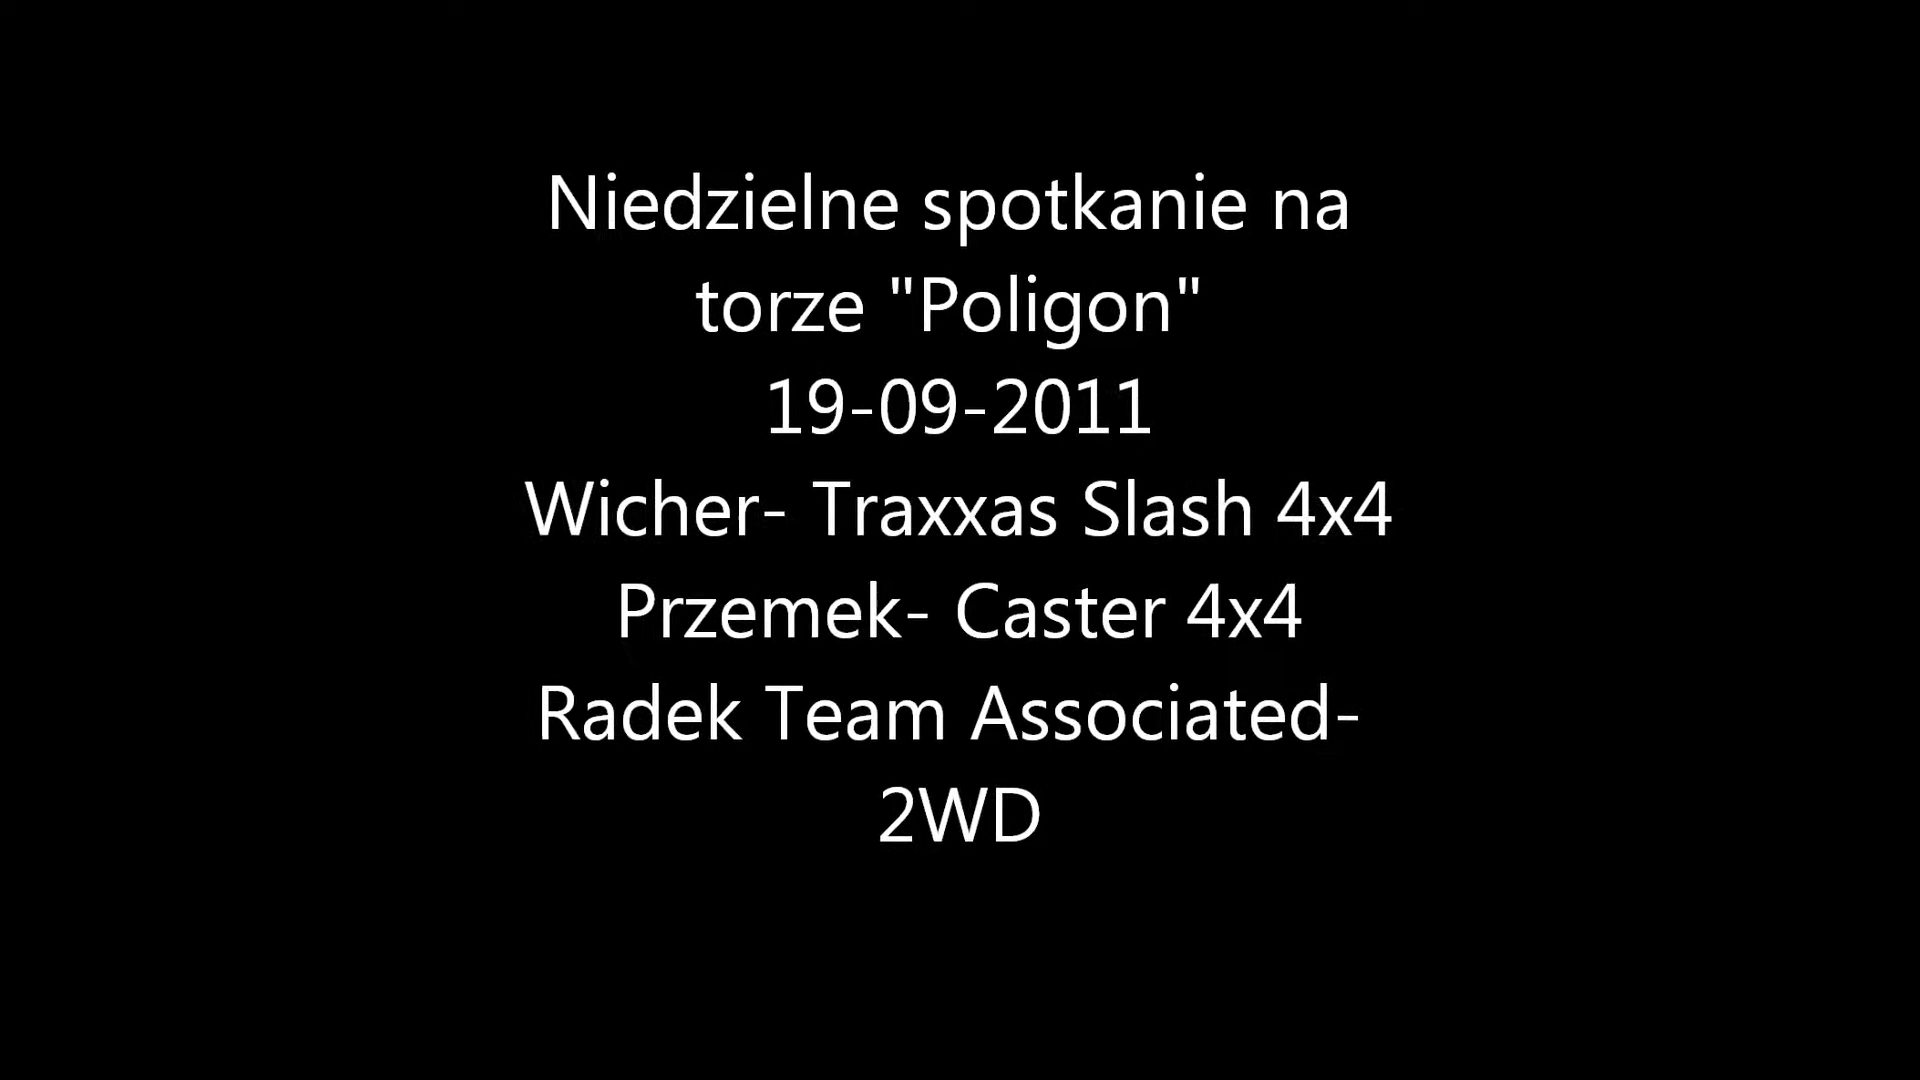 Niedzielne spotkanie na
torze "Poligon"
19-09-2011
Wicher- Traxxas Slash 4x4
Przemek- Caster 4x4
Radek Team Associated-
2WD